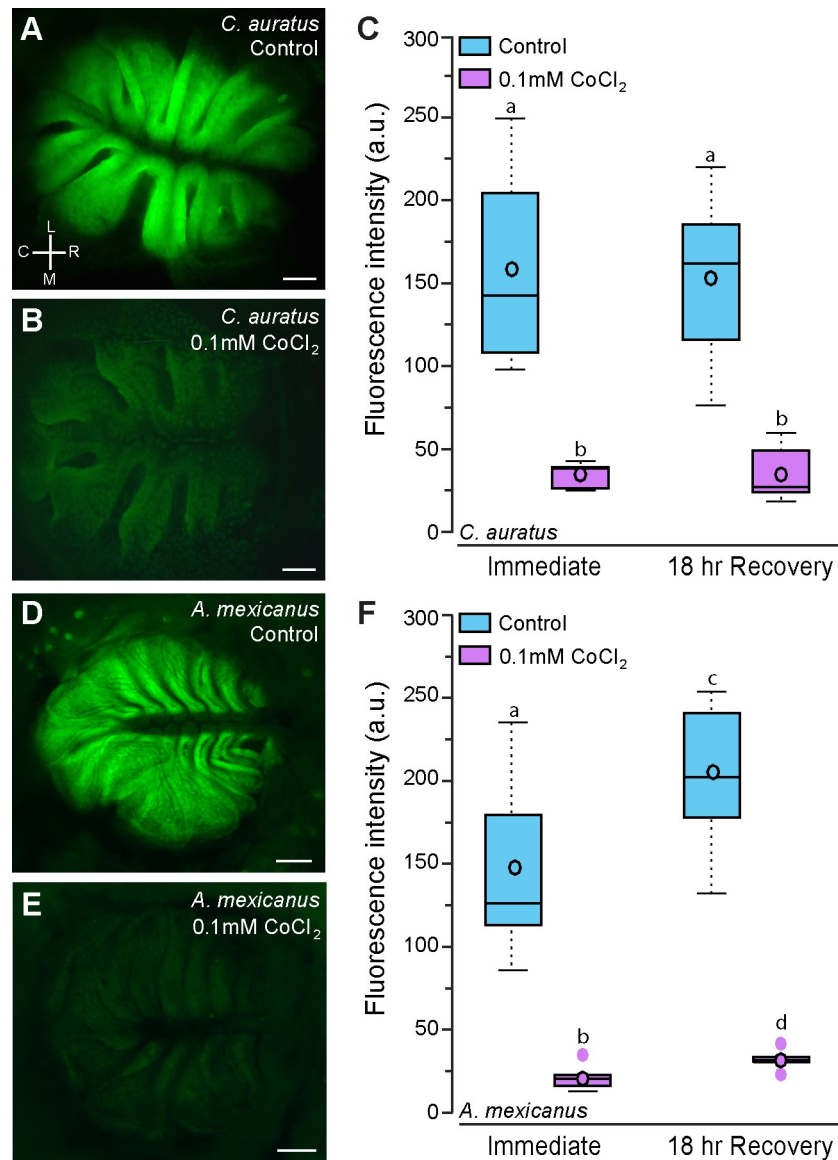 A
C. auratus
Control
L
C R
M
B
C. auratus
0.1mM CoCl₂
C
Control
0.1mM CoCl₂
Fluorescence intensity (a.u.)
300
250
200
150
100
50
0
a
b
a
b
C. auratus
Immediate 18 hr Recovery
D
A. mexicanus
Control
E
A. mexicanus
0.1mM CoCl₂
F
Control
0.1mM CoCl₂
Fluorescence intensity (a.u.)
300
250
200
150
100
50
0
a
b
c
d
A. mexicanus
Immediate 18 hr Recovery